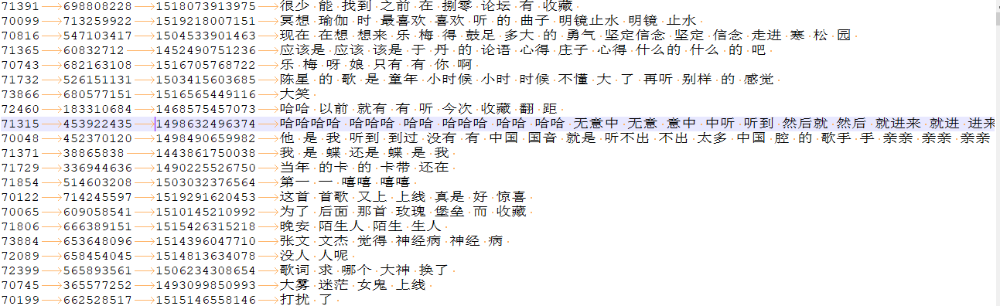 71391 698808228 1518073913975 很少 能 找到 之前 在 捌零 论坛 有 收藏
70099 713259922 1519218007151 冥想 瑜伽 时 最喜欢 喜欢 听 的 曲子 明镜止水 明镜 止水
70816 547103417 1504533901463 现在 在想 想来 乐 梅 得 鼓足 多大 的 勇气 坚定信念 坚定 信念 走进 寒 松 园
71365 60832712 1452490751236 应该是 应该 该是 于 丹 的 论语 心得 庄子 心得 什么的 什么 的 吧
70743 682163108 1516705768722 乐 梅 呀 娘 只有 有 你 啊
71732 526151131 1503415603685 陈星 的 歌 是 童年 小时候 小时 时候 不懂 大 了 再听 别样 的 感觉
73866 680577151 1516565449116 大笑
72460 183310684 1468575457073 哈哈 以前 就有 有 听 今次 收藏 翻 距
71315 453922435 1498632496374 哈哈哈哈 哈哈哈 哈哈 哈哈哈 哈哈 哈哈 无意中 无意 意中 中听 听到 然后就 然后 就进来 就进 进来
70048 452370120 1498490659982 他 是 我 听到 到过 没有 有 中国 国音 就是 听不出 不出 太多 中国 腔 的 歌手 手 亲亲 亲亲 亲亲
71371 38865838 1443861750038 我 是 蝶 还是 蝶 是 我
71729 336944636 1490225526750 当年 的 卡 的 卡带 还在
71854 514603208 1503032376564 第一 一 嘻嘻 嘻嘻
70122 714245597 1519291620453 这首 首歌 又上 上线 真是 好 惊喜
70065 609058541 1510145210992 为了 后面 那首 玫瑰 堡垒 而 收藏
71806 666389151 1515426315218 晚安 陌生人 陌生 生人
73884 653648096 1514396047710 张文 文杰 觉得 神经病 神经 病
72089 658454045 1514813634078 没人 人呢
72399 565893561 1506234308654 歌词 求 哪个 大神 换了
70745 365577252 1493099850993 大雾 迷茫 女鬼 上线
70199 662528517 1515146558146 打扰 了